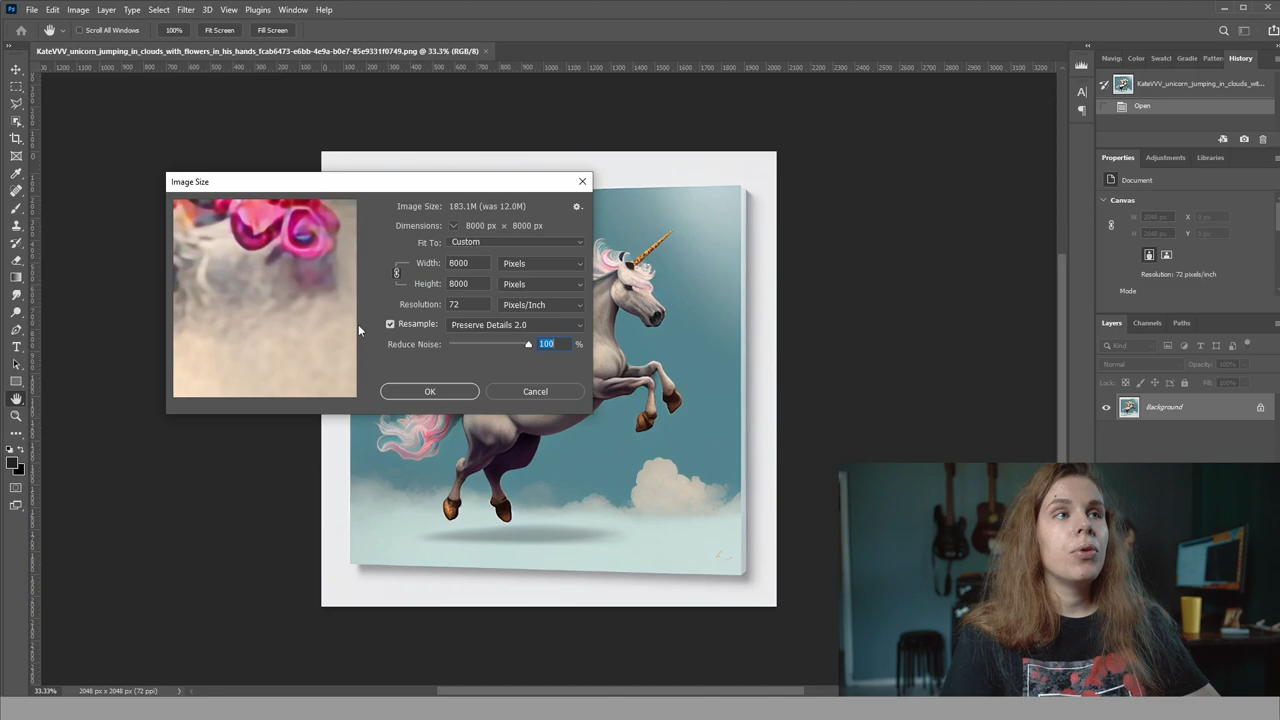 Ps File Edit Image Layer Type Select Filter 3D View Plugins Window Help
Scroll All Windows 100% Fit Screen Fill Screen
KateVVV_unicorn_jumping_in_clouds_with_flowers_in_his_hands_fcab6473-e6bb-4e9a-b0e7-85e9331f0749.png @ 33.3% (RGB/8) ×
Image Size
Image Size: 183.1M (was 12.0M)
Dimensions: 8000 px × 8000 px
Fit To: Custom
Width: 8000 Pixels
Height: 8000 Pixels
Resolution: 72 Pixels/Inch
Resample: Preserve Details 2.0
Reduce Noise: 100 %
OK Cancel
Navig Color Swatcl Gradie Patter History
KateVVV_unicorn_jumping_in_clouds_wit...
Open
Properties Adjustments Libraries
Document
Canvas
W 2048 px X 0 px
H 2048 px Y 0 px
Resolution: 72 pixels/inch
Mode
Layers Channels Paths
Kind
Normal Opacity: 100%
Lock: Fill: 100%
Background
33.33% 2048 px x 2048 px (72 ppi)